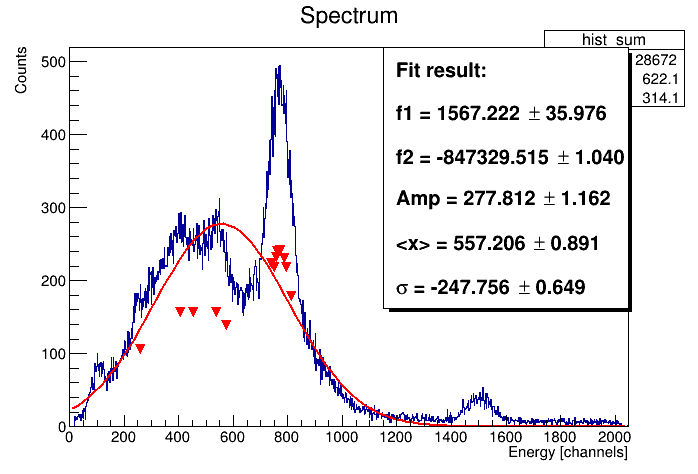 Spectrum
hist_sum
28672
622.1
314.1
Fit result:
f1 = 1567.222 ± 35.976
f2 = -847329.515 ± 1.040
Amp = 277.812 ± 1.162
<x> = 557.206 ± 0.891
σ = -247.756 ± 0.649
Counts
500
400
300
200
100
0
0 200 400 600 800 1000 1200 1400 1600 1800 2000
Energy [channels]